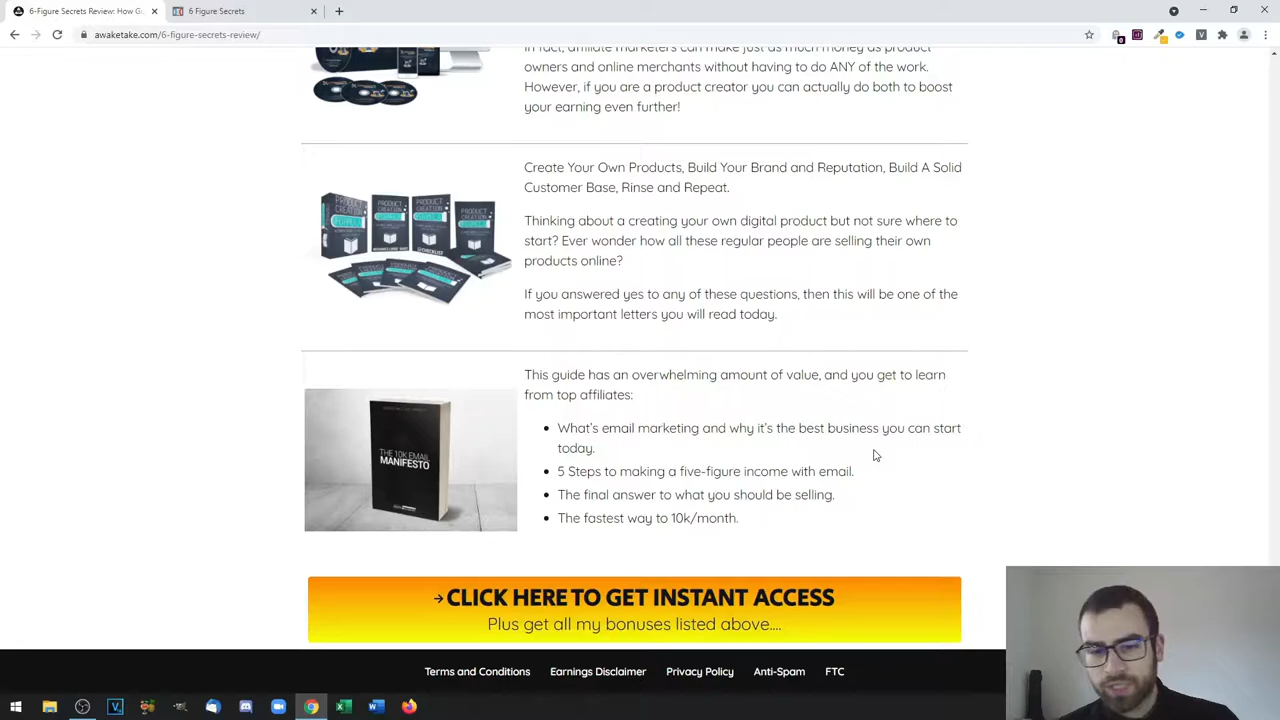 6-Figure Secrets Review: How Gu
6 Figure Secrets
awaketake.com/6-figure-secrets-review/
In fact, affiliate marketers can make just as much money as product
owners and online merchants without having to do ANY of the work.
However, if you are a product creator you can actually do both to boost
your earning even further!
Create Your Own Products, Build Your Brand and Reputation, Build A Solid
Customer Base, Rinse and Repeat.
PRODUCT CREATION
PRODUCT CREATION
PRODUCT CREATION
PRODUCT CREATION
Thinking about a creating your own digital product but not sure where to
start? Ever wonder how all these regular people are selling their own
products online?
If you answered yes to any of these questions, then this will be one of the
most important letters you will read today.
This guide has an overwhelming amount of value, and you get to learn
from top affiliates:
THE 10K EMAIL
MANIFESTO
What's email marketing and why it's the best business you can start
today.
5 Steps to making a five-figure income with email.
The final answer to what you should be selling.
The fastest way to 10k/month.
→ CLICK HERE TO GET INSTANT ACCESS
Plus get all my bonuses listed above....
Terms and Conditions Earnings Disclaimer Privacy Policy Anti-Spam FTC